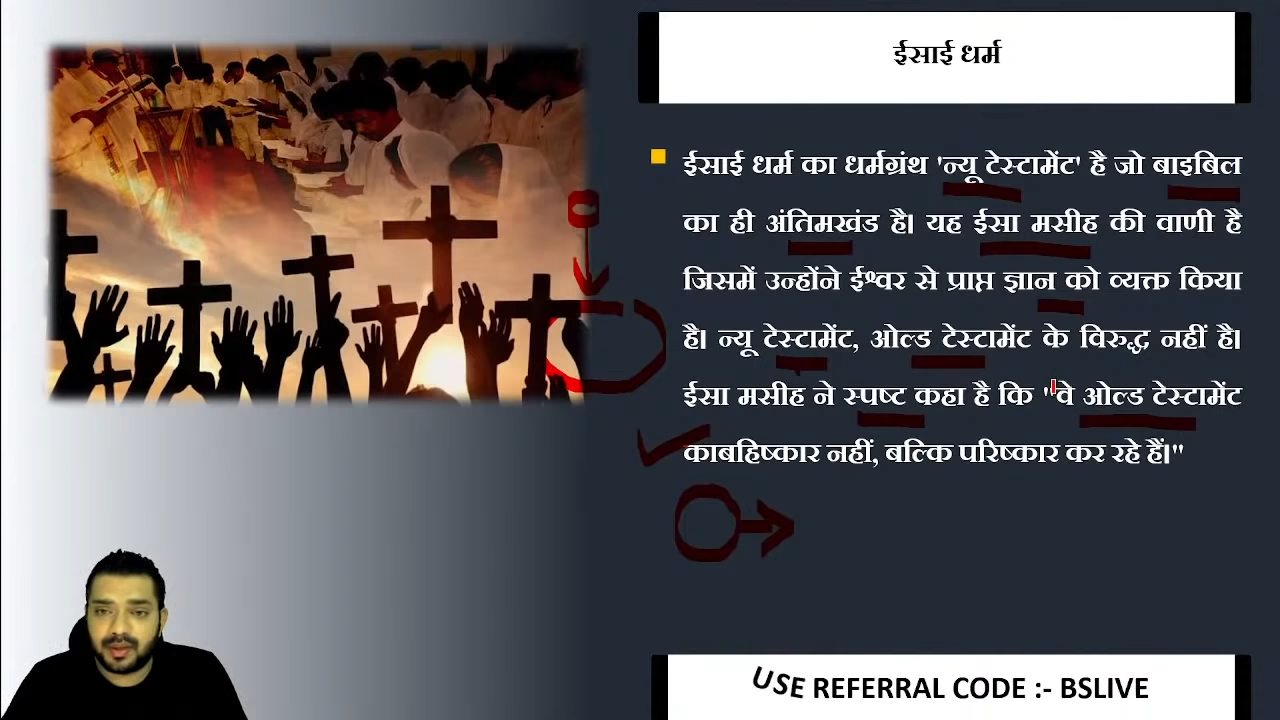 ईसाई धर्म
ईसाई धर्म का धर्मग्रंथ 'न्यू टेस्टामेंट' है जो बाइबिल
का ही अंतिमखंड है। यह ईसा मसीह की वाणी है
जिसमें उन्होंने ईश्वर से प्राप्त ज्ञान को व्यक्त किया
है। न्यू टेस्टामेंट, ओल्ड टेस्टामेंट के विरुद्ध नहीं है।
ईसा मसीह ने स्पष्ट कहा है कि "वे ओल्ड टेस्टामेंट
काबहिष्कार नहीं, बल्कि परिष्कार कर रहे हैं।"
USE REFERRAL CODE :- BSLIVE